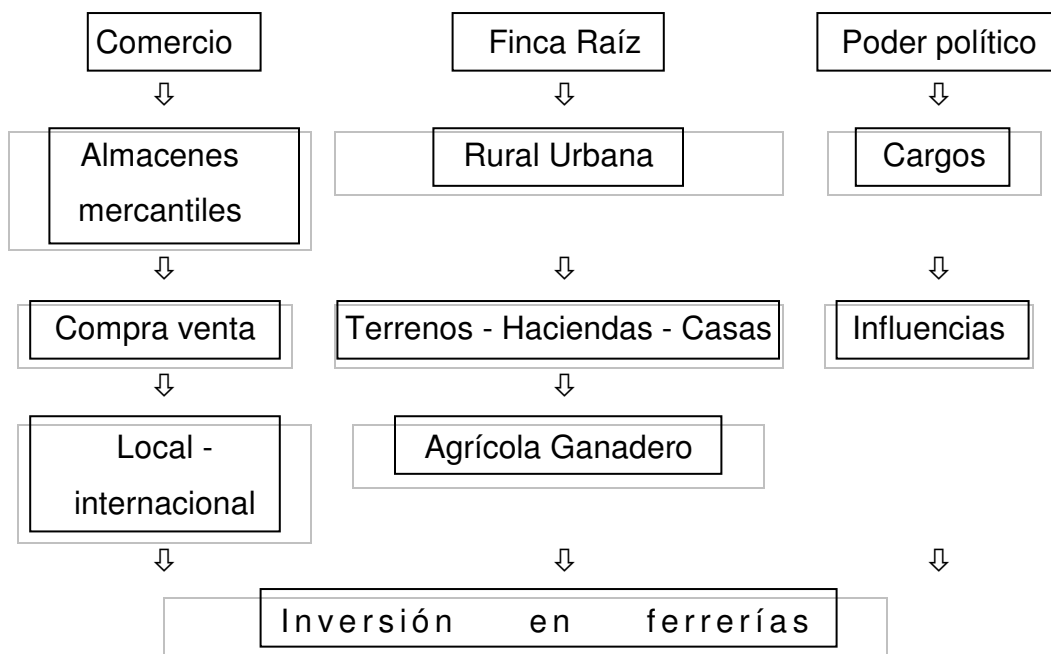 Comercio
Finca Raíz
Poder político
⇩ ⇩ ⇩
Almacenes
mercantiles
Rural Urbana
Cargos
⇩ ⇩ ⇩
Compra venta
Terrenos - Haciendas - Casas
Influencias
⇩ ⇩
Local -
internacional
Agrícola Ganadero
⇩ ⇩ ⇩
Inversión en ferrerías